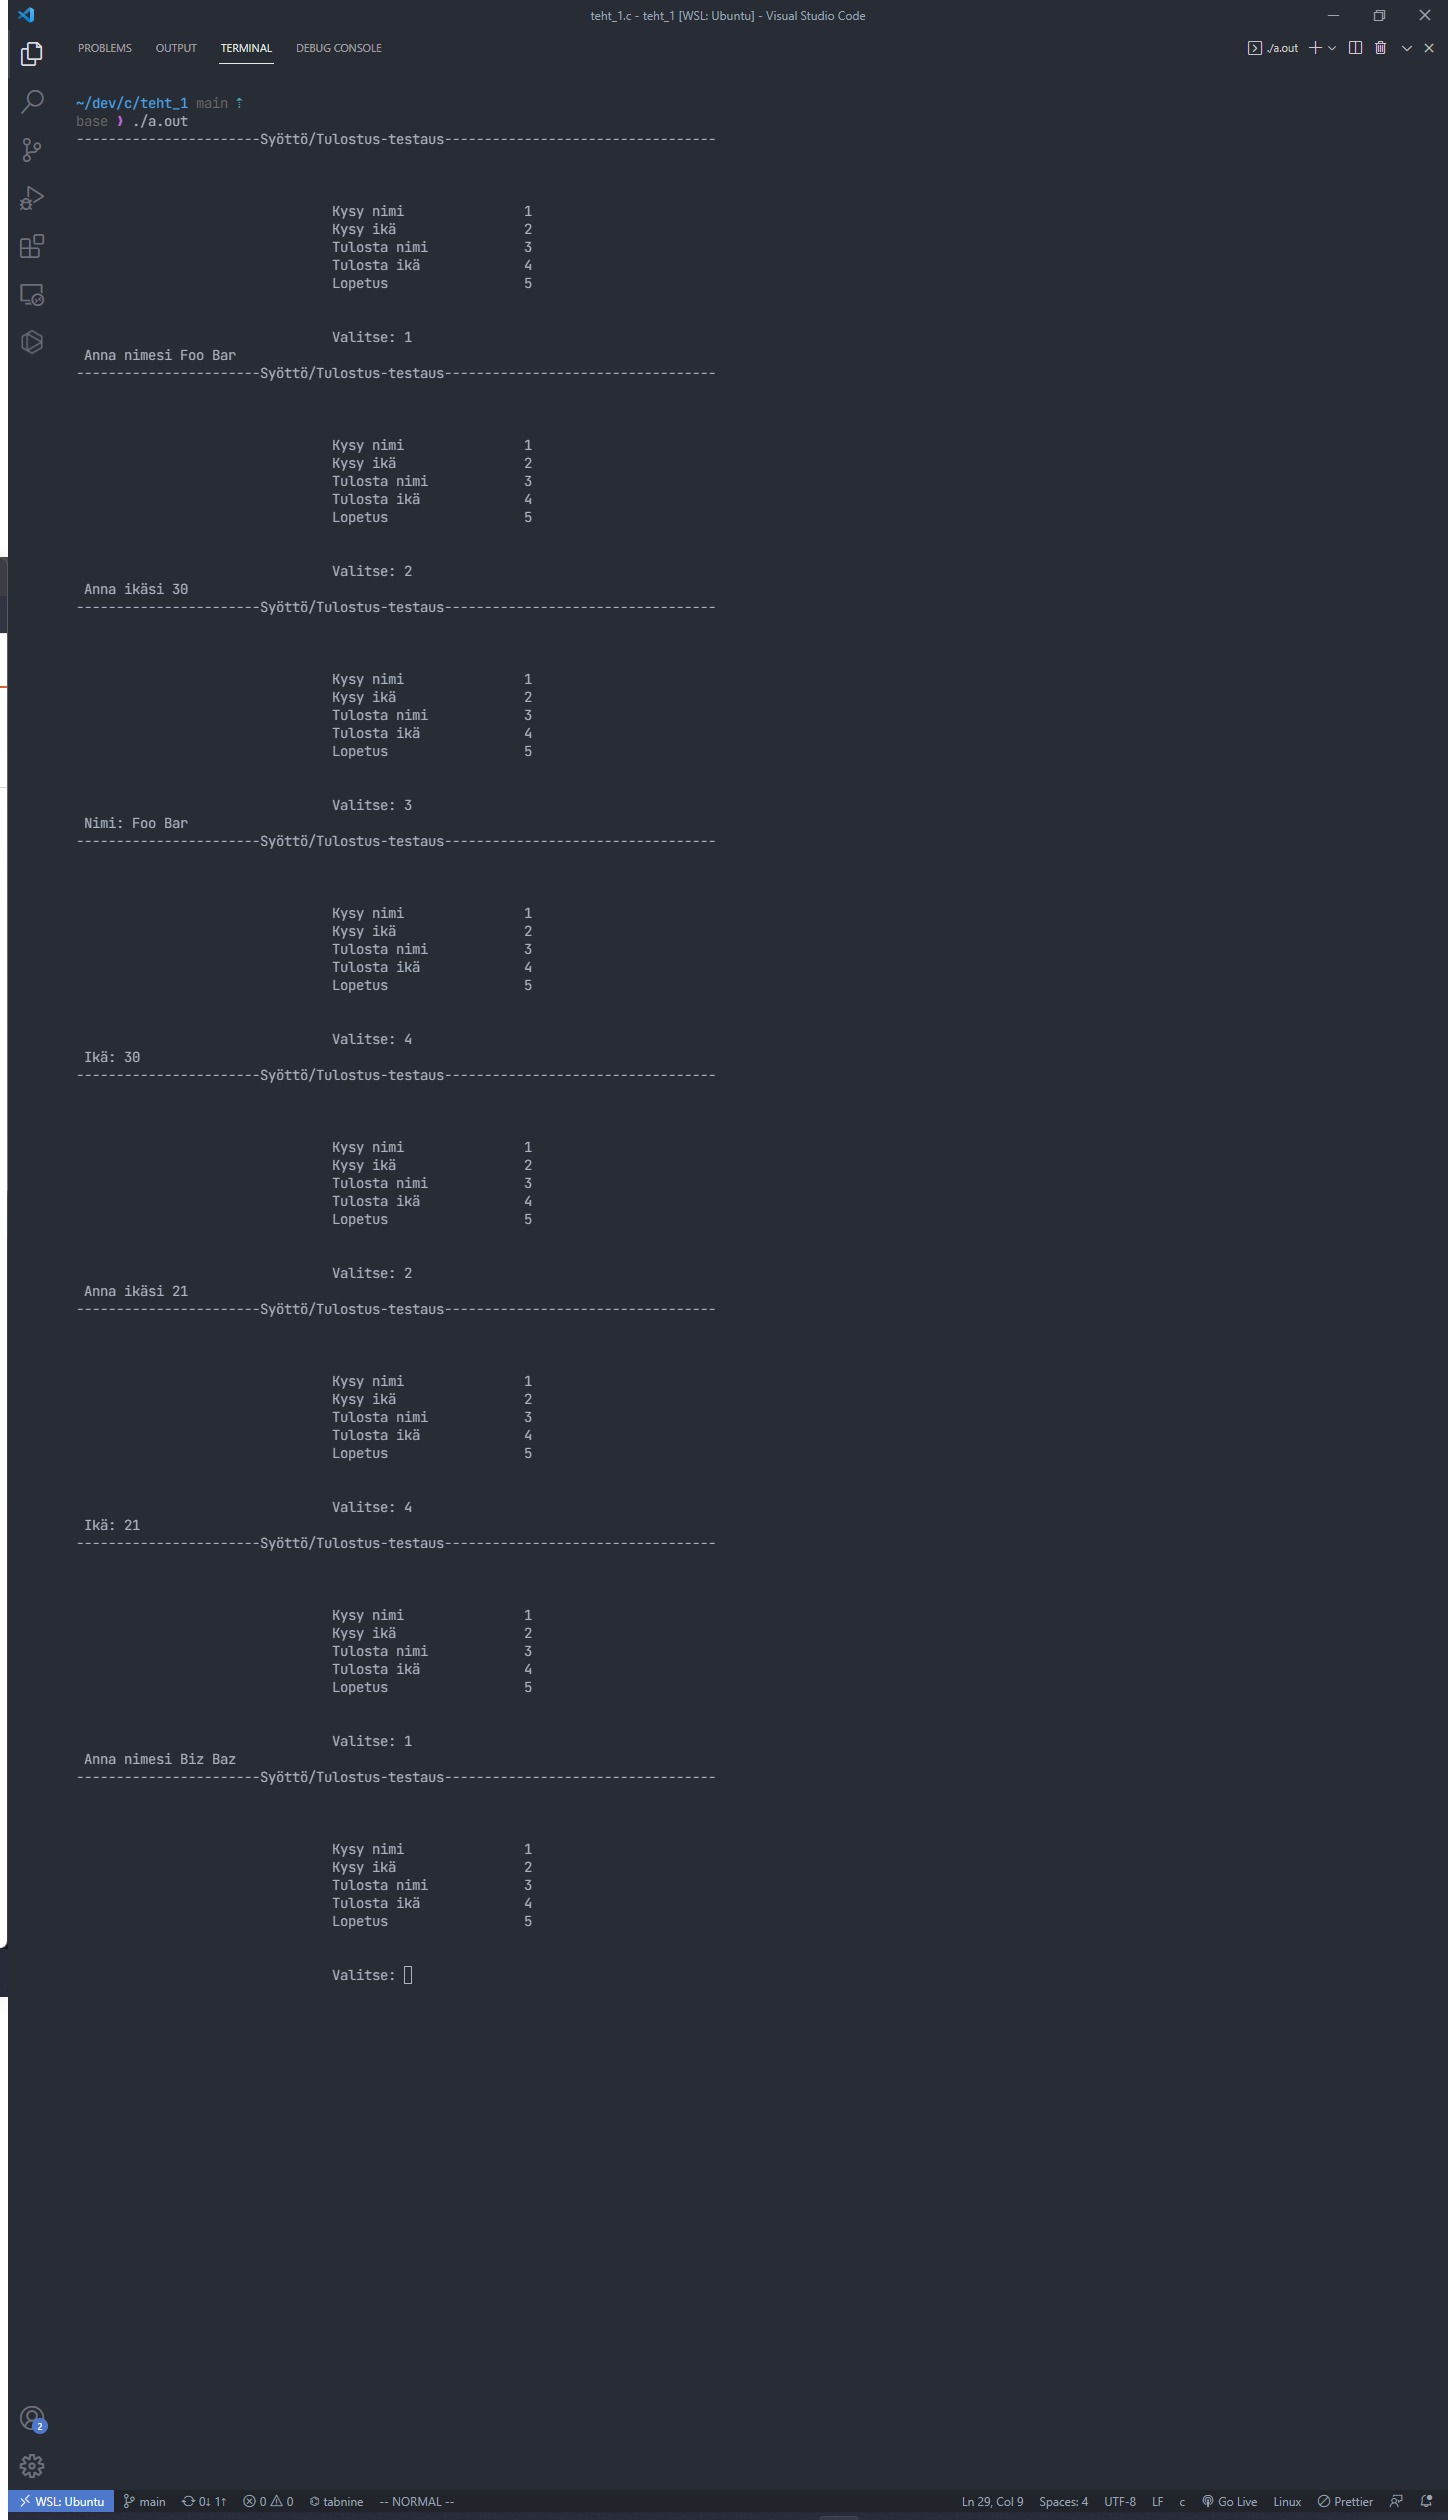 teht_1.c - teht_1 [WSL: Ubuntu] - Visual Studio Code
PROBLEMS OUTPUT TERMINAL DEBUG CONSOLE
./a.out
~/dev/c/teht_1 main ⇡
base ❯ ./a.out
-----------------------Syöttö/Tulostus-testaus----------------------------------
Kysy nimi 1
Kysy ikä 2
Tulosta nimi 3
Tulosta ikä 4
Lopetus 5
Valitse: 1
Anna nimesi Foo Bar
-----------------------Syöttö/Tulostus-testaus----------------------------------
Kysy nimi 1
Kysy ikä 2
Tulosta nimi 3
Tulosta ikä 4
Lopetus 5
Valitse: 2
Anna ikäsi 30
-----------------------Syöttö/Tulostus-testaus----------------------------------
Kysy nimi 1
Kysy ikä 2
Tulosta nimi 3
Tulosta ikä 4
Lopetus 5
Valitse: 3
Nimi: Foo Bar
-----------------------Syöttö/Tulostus-testaus----------------------------------
Kysy nimi 1
Kysy ikä 2
Tulosta nimi 3
Tulosta ikä 4
Lopetus 5
Valitse: 4
Ikä: 30
-----------------------Syöttö/Tulostus-testaus----------------------------------
Kysy nimi 1
Kysy ikä 2
Tulosta nimi 3
Tulosta ikä 4
Lopetus 5
Valitse: 2
Anna ikäsi 21
-----------------------Syöttö/Tulostus-testaus----------------------------------
Kysy nimi 1
Kysy ikä 2
Tulosta nimi 3
Tulosta ikä 4
Lopetus 5
Valitse: 4
Ikä: 21
-----------------------Syöttö/Tulostus-testaus----------------------------------
Kysy nimi 1
Kysy ikä 2
Tulosta nimi 3
Tulosta ikä 4
Lopetus 5
Valitse: 1
Anna nimesi Biz Baz
-----------------------Syöttö/Tulostus-testaus----------------------------------
Kysy nimi 1
Kysy ikä 2
Tulosta nimi 3
Tulosta ikä 4
Lopetus 5
Valitse:
2
WSL: Ubuntu main 0↓ 1↑ 0 0 tabnine -- NORMAL -- Ln 29, Col 9 Spaces: 4 UTF-8 LF c Go Live Linux Prettier